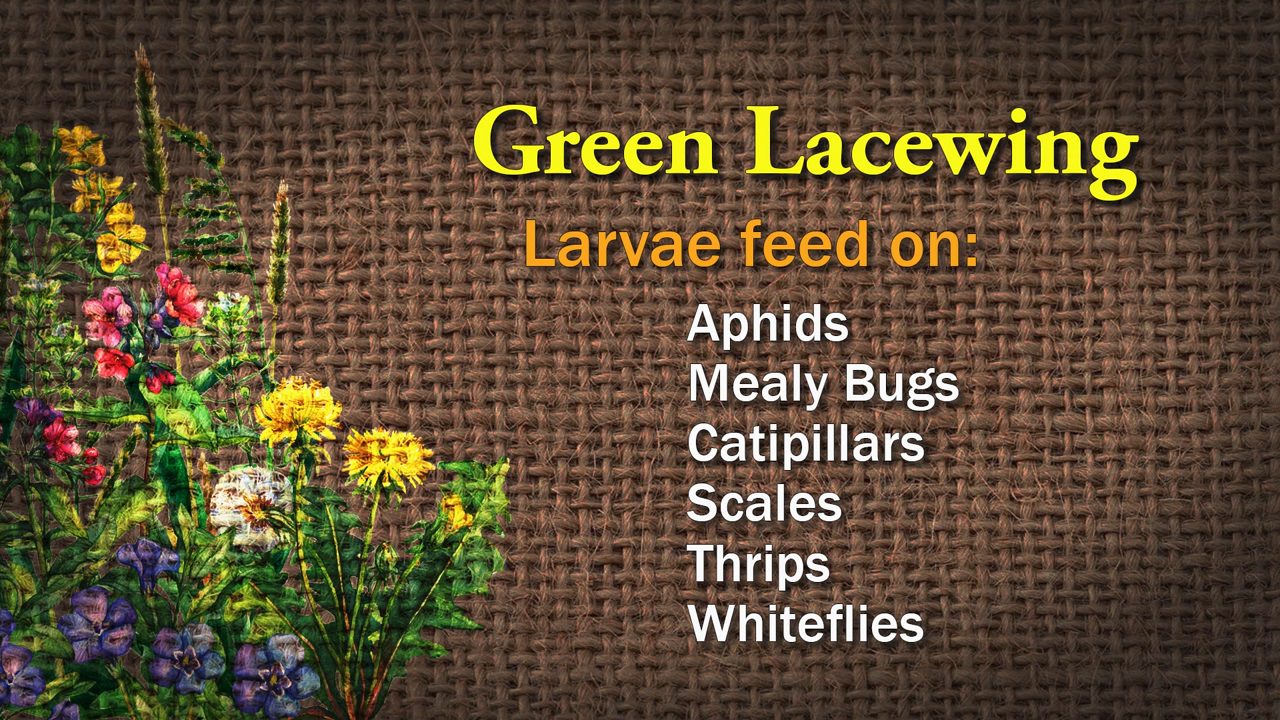 Green Lacewing
Larvae feed on:
Aphids
Mealy Bugs
Catipillars
Scales
Thrips
Whiteflies